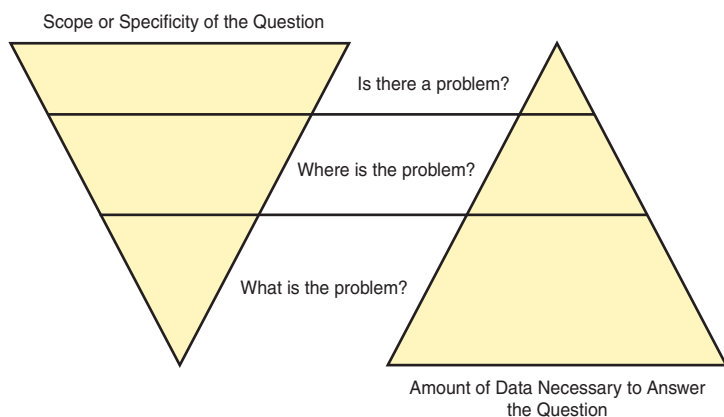 Scope or Specificity of the Question
Is there a problem?
Where is the problem?
What is the problem?
Amount of Data Necessary to Answer
the Question